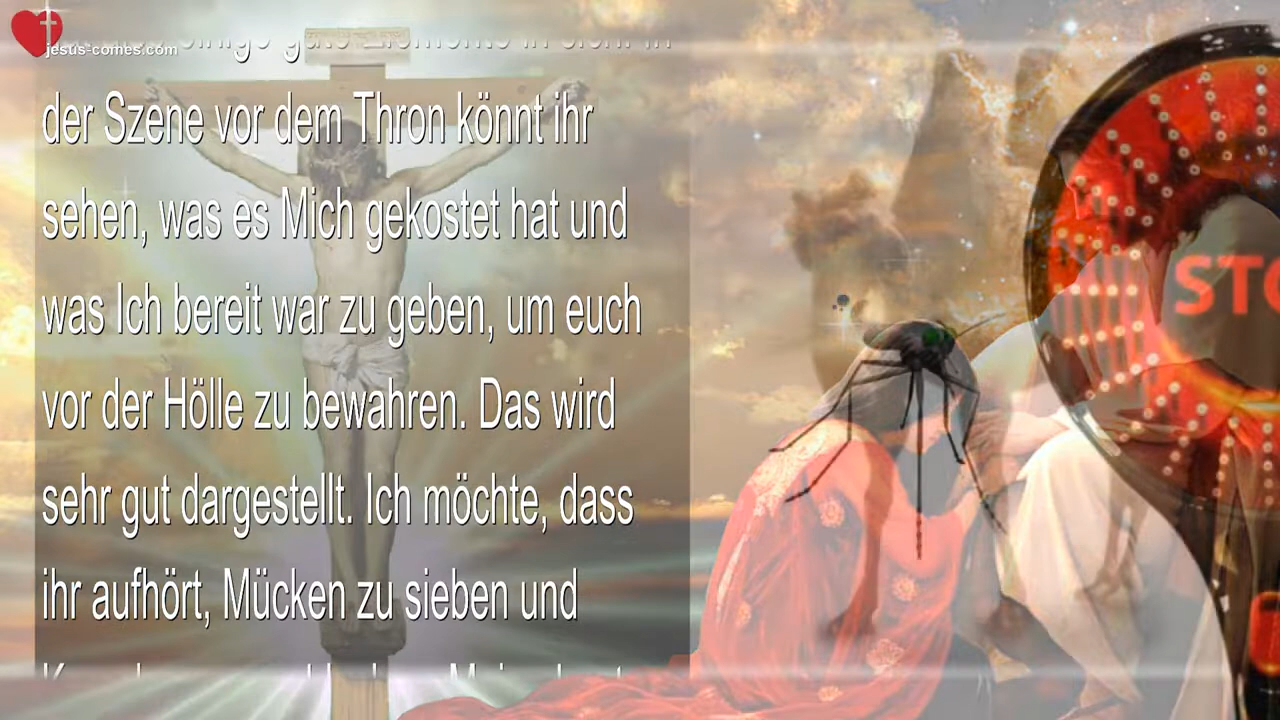 jesus-comes.com
der Szene vor dem Thron könnt ihr
sehen, was es Mich gekostet hat und
was Ich bereit war zu geben, um euch
vor der Hölle zu bewahren. Das wird
sehr gut dargestellt. Ich möchte, dass
ihr aufhört, Mücken zu sieben und
STO